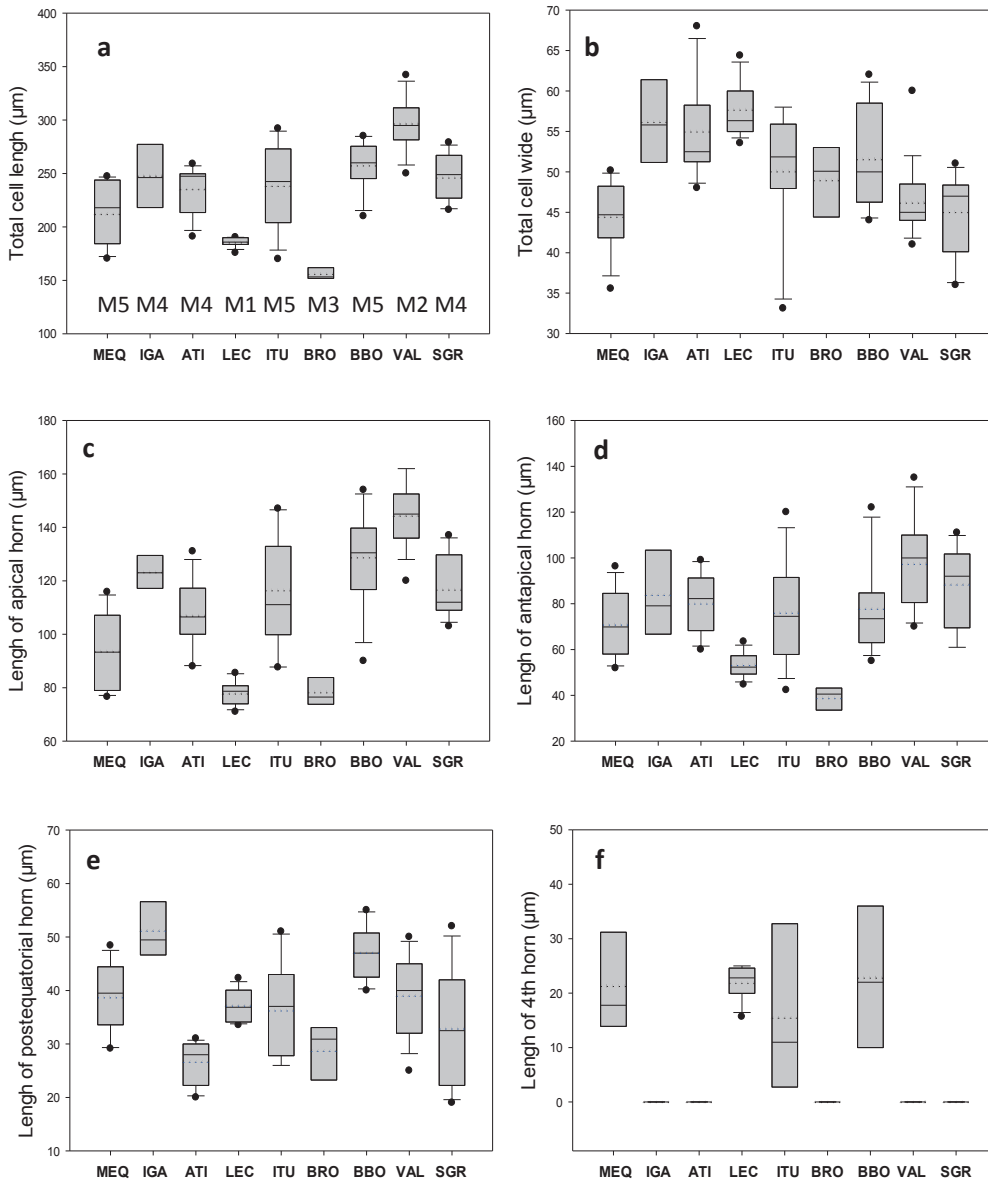 a
Total cell lengh (µm)
400
350
300
250
200
150
100
M5 M4 M4 M1 M5 M3 M5 M2 M4
MEQ IGA ATI LEC ITU BRO BBO VAL SGR
b
Total cell wide (µm)
70
65
60
55
50
45
40
35
30
MEQ IGA ATI LEC ITU BRO BBO VAL SGR
c
Lengh of apical horn (µm)
180
160
140
120
100
80
60
MEQ IGA ATI LEC ITU BRO BBO VAL SGR
d
Lengh of antapical horn (µm)
160
140
120
100
80
60
40
20
MEQ IGA ATI LEC ITU BRO BBO VAL SGR
e
Lengh of postequatorial horn (µm)
70
60
50
40
30
20
10
MEQ IGA ATI LEC ITU BRO BBO VAL SGR
f
Lengh of 4th horn (µm)
50
40
30
20
10
0
MEQ IGA ATI LEC ITU BRO BBO VAL SGR